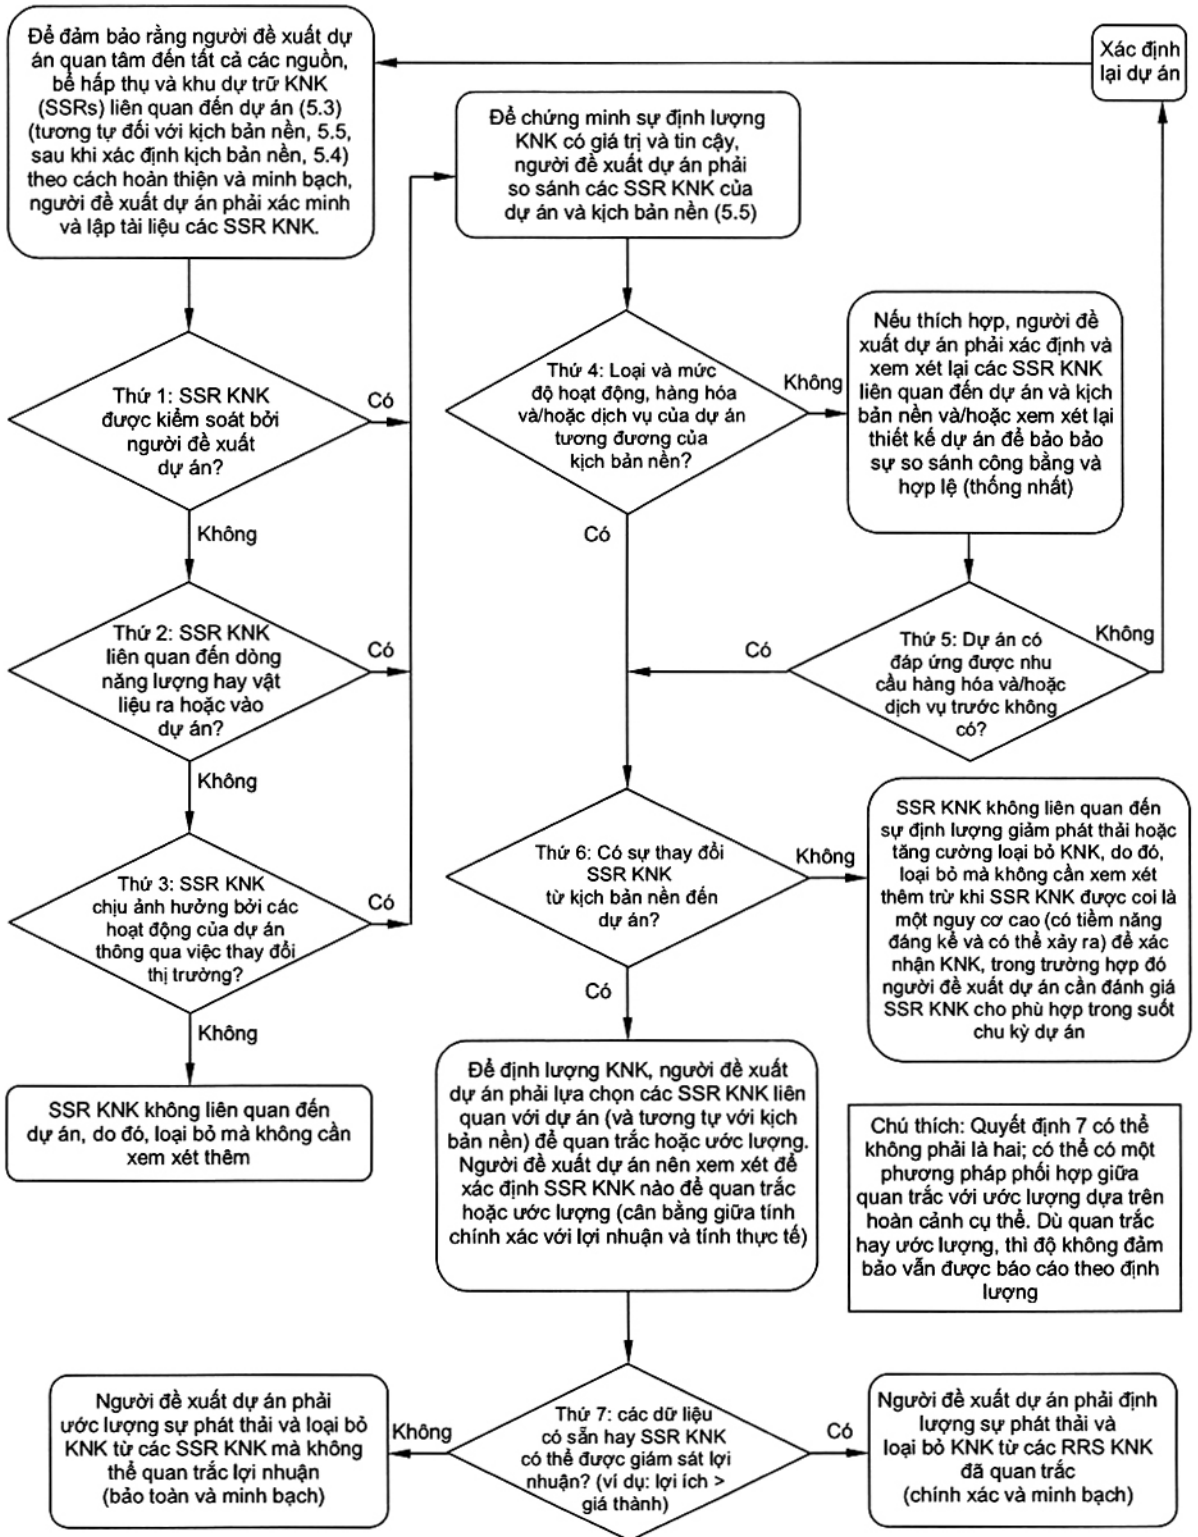 Để đảm bảo rằng người đề xuất dự
án quan tâm đến tất cả các nguồn,
bể hấp thụ và khu dự trữ KNK
(SSRs) liên quan đến dự án (5.3)
(tương tự đối với kịch bản nền, 5.5,
sau khi xác định kịch bản nền, 5.4)
theo cách hoàn thiện và minh bạch,
người đề xuất dự án phải xác minh
và lập tài liệu các SSR KNK.
Xác định
lại dự án
Để chứng minh sự định lượng
KNK có giá trị và tin cậy,
người đề xuất dự án phải
so sánh các SSR KNK của
dự án và kịch bản nền (5.5)
Thứ 1: SSR KNK
được kiểm soát bởi
người đề xuất
dự án?
Có
Không
Thứ 2: SSR KNK
liên quan đến dòng
năng lượng hay vật
liệu ra hoặc vào
dự án?
Có
Không
Thứ 3: SSR KNK
chịu ảnh hưởng bởi các
hoạt động của dự án
thông qua việc thay đổi
thị trường?
Có
Không
SSR KNK không liên quan đến
dự án, do đó, loại bỏ mà không cần
xem xét thêm
Thứ 4: Loại và mức
độ hoạt động, hàng hóa
và/hoặc dịch vụ của dự án
tương đương của
kịch bản nền?
Không
Có
Nếu thích hợp, người đề
xuất dự án phải xác định và
xem xét lại các SSR KNK
liên quan đến dự án và kịch
bản nền và/hoặc xem xét lại
thiết kế dự án để bảo bảo
sự so sánh công bằng và
hợp lệ (thống nhất)
Thứ 5: Dự án có
đáp ứng được nhu
cầu hàng hóa và/hoặc
dịch vụ trước không
có?
Có
Không
Thứ 6: Có sự thay đổi
SSR KNK
từ kịch bản nền đến
dự án?
Không
Có
SSR KNK không liên quan đến
sự định lượng giảm phát thải hoặc
tăng cường loại bỏ KNK, do đó,
loại bỏ mà không cần xem xét
thêm trừ khi SSR KNK được coi là
một nguy cơ cao (có tiềm năng
đáng kể và có thể xảy ra) để xác
nhận KNK, trong trường hợp đó
người đề xuất dự án cần đánh giá
SSR KNK cho phù hợp trong suốt
chu kỳ dự án
Để định lượng KNK, người đề xuất
dự án phải lựa chọn các SSR KNK liên
quan với dự án (và tương tự với kịch
bản nền) để quan trắc hoặc ước lượng.
Người đề xuất dự án nên xem xét để
xác định SSR KNK nào để quan trắc
hoặc ước lượng (cân bằng giữa tính
chính xác với lợi nhuận và tính thực tế)
Chú thích: Quyết định 7 có thể
không phải là hai; có thể có một
phương pháp phối hợp giữa
quan trắc với ước lượng dựa trên
hoàn cảnh cụ thể. Dù quan trắc
hay ước lượng, thì độ không đảm
bảo vẫn được báo cáo theo định
lượng
Thứ 7: các dữ liệu
có sẵn hay SSR KNK
có thể được giám sát lợi
nhuận? (ví dụ: lợi ích >
giá thành)
Không
Có
Người đề xuất dự án phải
ước lượng sự phát thải và loại bỏ
KNK từ các SSR KNK mà không
thể quan trắc lợi nhuận
(bảo toàn và minh bạch)
Người đề xuất dự án phải định
lượng sự phát thải và
loại bỏ KNK từ các RRS KNK
đã quan trắc
(chính xác và minh bạch)